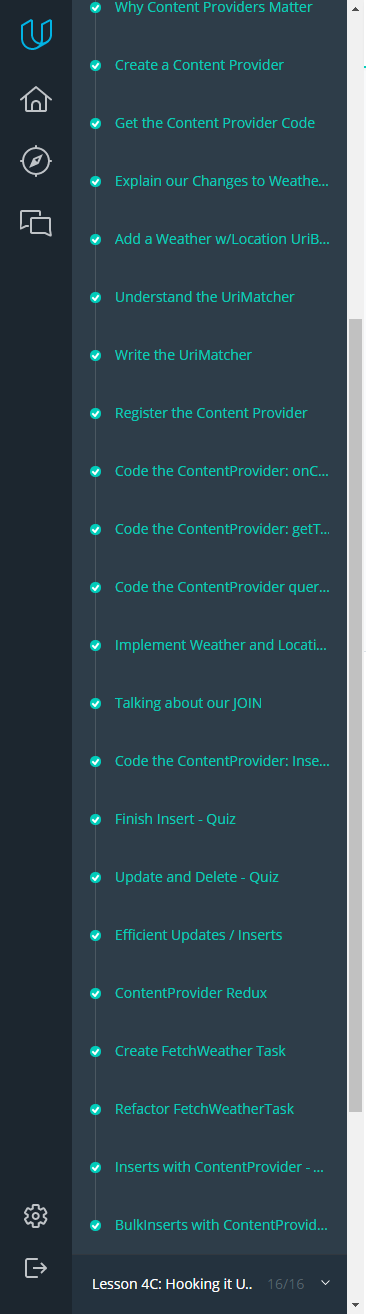 Why Content Providers Matter
Create a Content Provider
Get the Content Provider Code
Explain our Changes to Weathe...
Add a Weather w/Location UriB...
Understand the UriMatcher
Write the UriMatcher
Register the Content Provider
Code the ContentProvider: onC...
Code the ContentProvider: getT...
Code the ContentProvider quer...
Implement Weather and Locati...
Talking about our JOIN
Code the ContentProvider: Inse...
Finish Insert - Quiz
Update and Delete - Quiz
Efficient Updates / Inserts
ContentProvider Redux
Create FetchWeather Task
Refactor FetchWeatherTask
Inserts with ContentProvider - ...
BulkInserts with ContentProvid...
Lesson 4C: Hooking it U.. 16/16